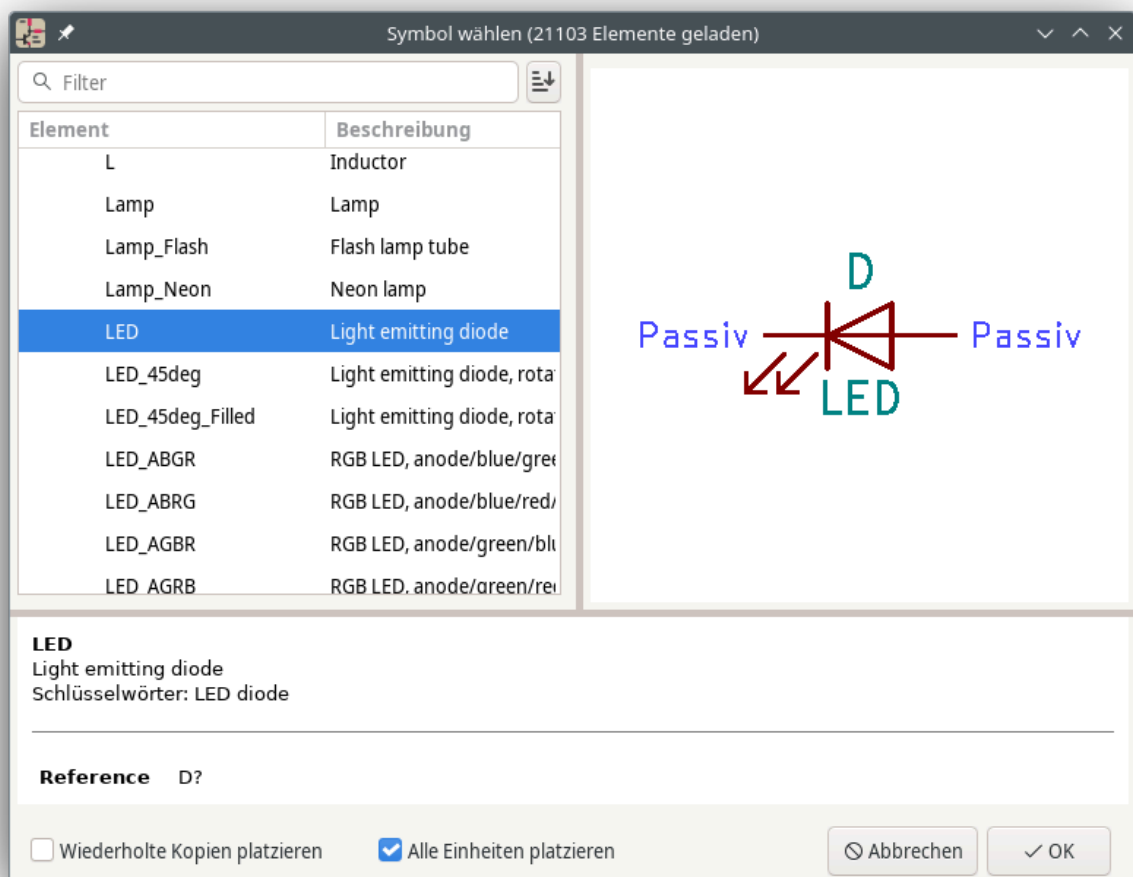 Symbol wählen (21103 Elemente geladen)
Filter
Element Beschreibung
L Inductor
Lamp Lamp
Lamp_Flash Flash lamp tube
Lamp_Neon Neon lamp
LED Light emitting diode
LED_45deg Light emitting diode, rota
LED_45deg_Filled Light emitting diode, rota
LED_ABGR RGB LED, anode/blue/gree
LED_ABRG RGB LED, anode/blue/red/
LED_AGBR RGB LED, anode/green/blu
LED_AGRB RGB LED, anode/green/red
D
Passiv Passiv
LED
LED
Light emitting diode
Schlüsselwörter: LED diode
Reference D?
Wiederholte Kopien platzieren Alle Einheiten platzieren Abbrechen OK